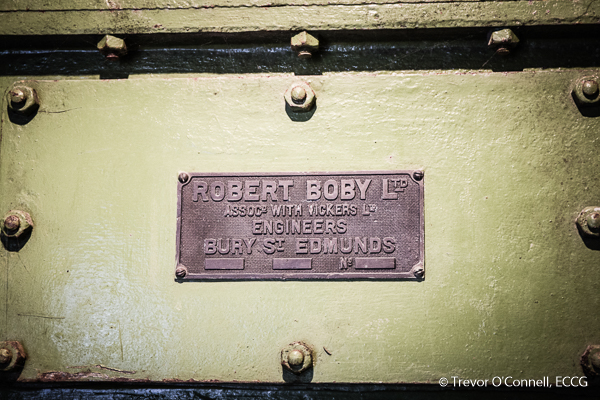 ROBERT BOBY LTD
ASSOCD WITH VICKERS LTD
ENGINEERS
BURY ST EDMUNDS
No
© Trevor O'Connell, ECCG